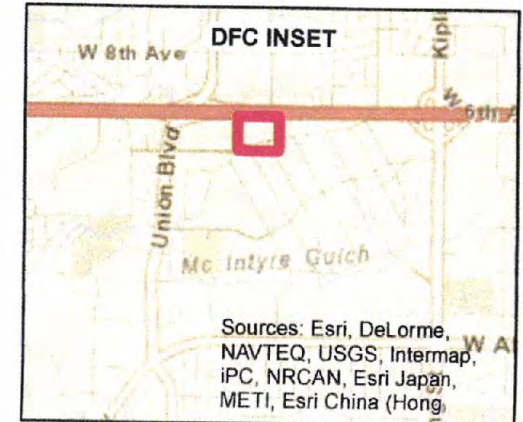 DFC INSET
W 8th Ave
Kipl
W 6th A
Union Blvd
Mc Intyre Gulch
Sources: Esri, DeLorme,
NAVTEQ, USGS, Intermap,
iPC, NRCAN, Esri Japan,
METI, Esri China (Hong
W A